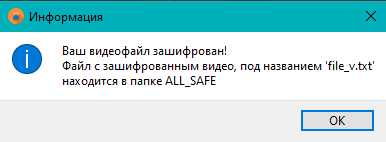 Информация
Ваш видеофайл зашифрован!
Файл с зашифрованным видео, под названием 'file_v.txt'
находится в папке ALL_SAFE
OK